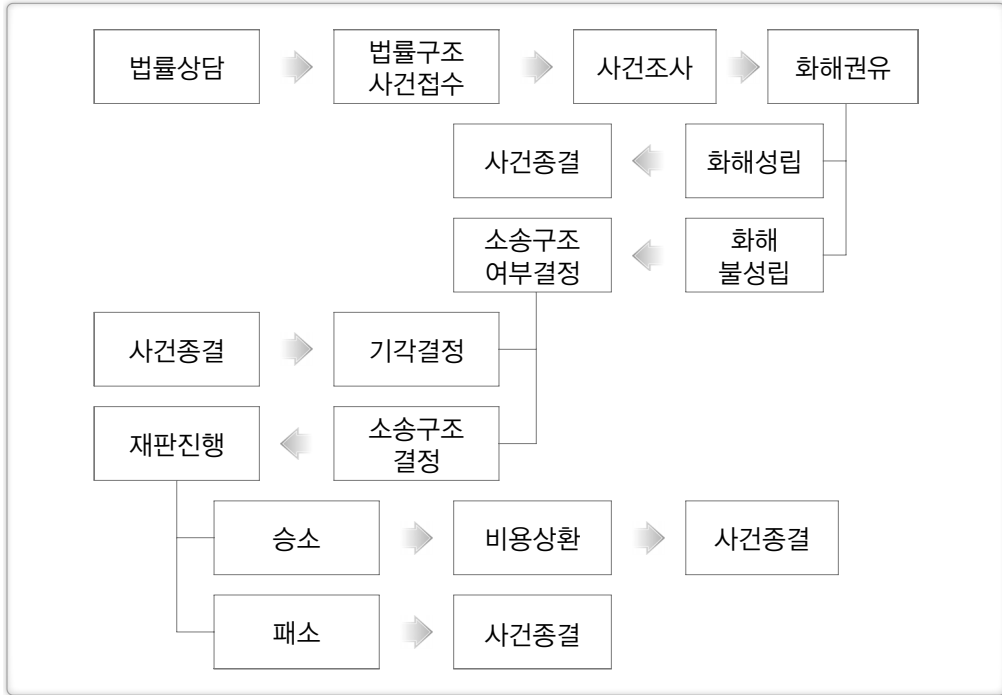 법률상담
법률구조
사건접수
사건조사
화해권유
사건종결
화해성립
소송구조
여부결정
화해
불성립
사건종결
기각결정
재판진행
소송구조
결정
승소
비용상환
사건종결
패소
사건종결